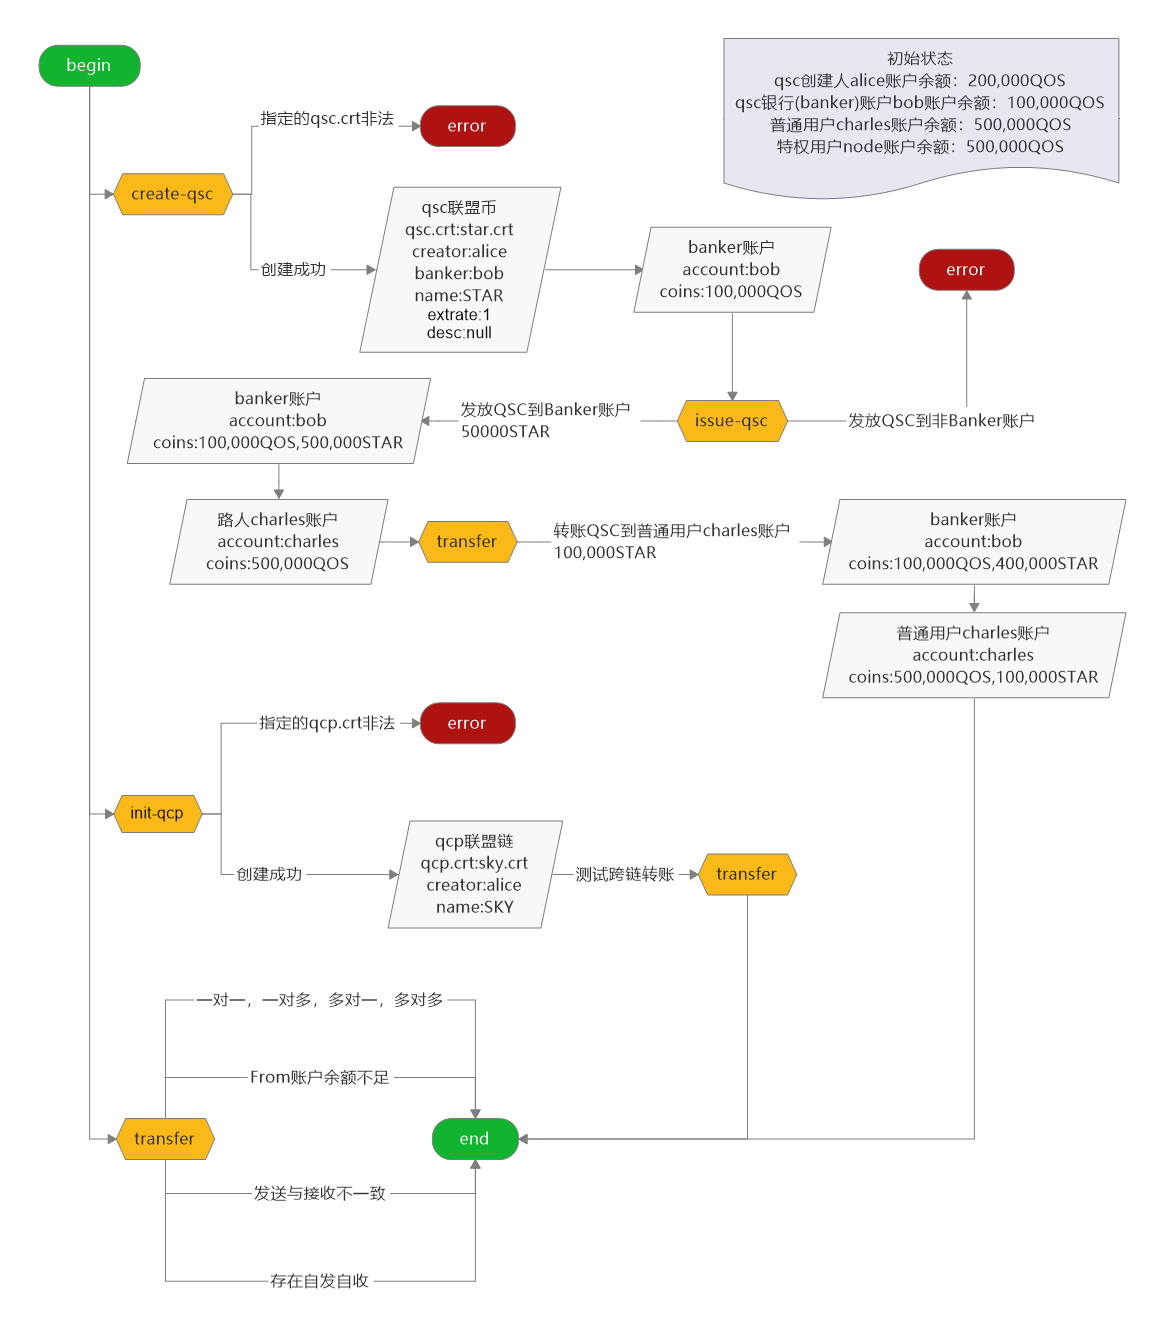 begin
初始状态
qsc创建人alice账户余额：200,000QOS
qsc银行(banker)账户bob账户余额：100,000QOS
普通用户charles账户余额：500,000QOS
特权用户node账户余额：500,000QOS
指定的qsc.crt非法
error
create-qsc
创建成功
qsc联盟币
qsc.crt:star.crt
creator:alice
banker:bob
name:STAR
extrate:1
desc:null
banker账户
account:bob
coins:100,000QOS
error
banker账户
account:bob
coins:100,000QOS,500,000STAR
发放QSC到Banker账户
50000STAR
issue-qsc
发放QSC到非Banker账户
路人charles账户
account:charles
coins:500,000QOS
transfer
转账QSC到普通用户charles账户
100,000STAR
banker账户
account:bob
coins:100,000QOS,400,000STAR
普通用户charles账户
account:charles
coins:500,000QOS,100,000STAR
指定的qcp.crt非法
error
init-qcp
创建成功
qcp联盟链
qcp.crt:sky.crt
creator:alice
name:SKY
测试跨链转账
transfer
一对一，一对多，多对一，多对多
From账户余额不足
transfer
end
发送与接收不一致
存在自发自收